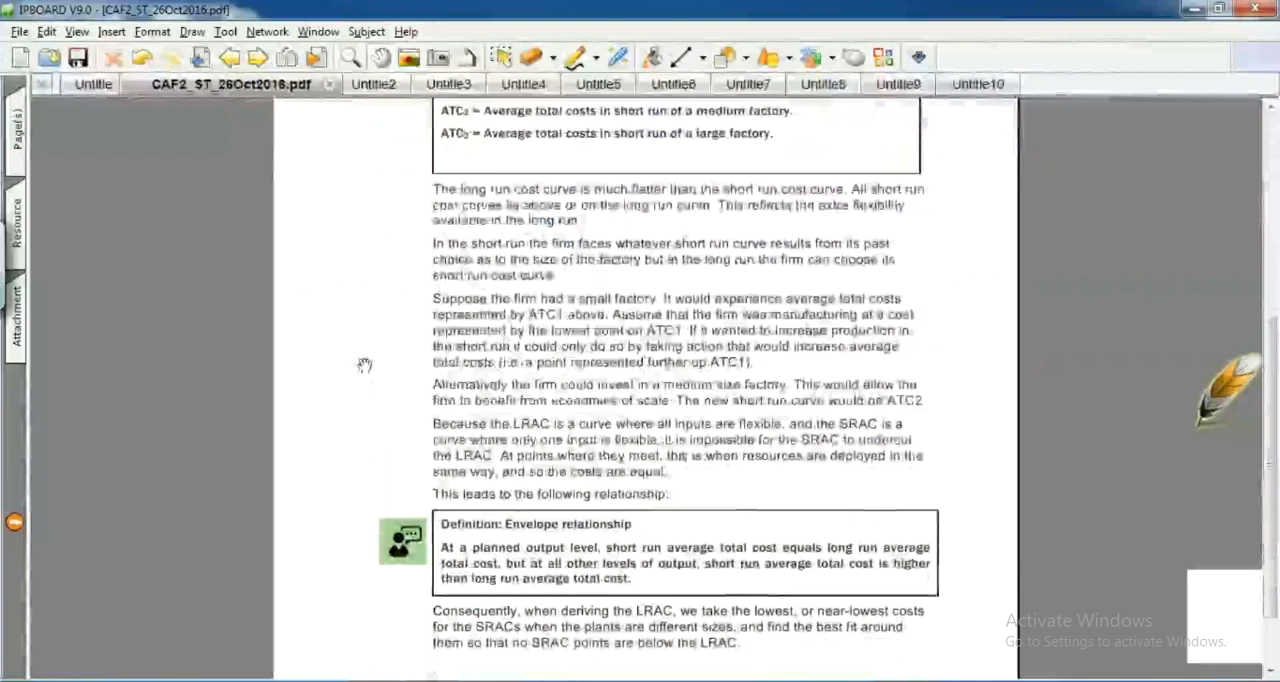 IPBOARD V9.0 - [CAF2_ST_26Oct2016.pdf]
File Edit View Insert Format Draw Tool Network Window Subject Help
Untitle CAF2_ST_26Oct2016.pdf Untitle2 Untitle3 Untitle4 Untitle5 Untitle6 Untitle7 Untitle8 Untitle9 Untitle10
Page(s)
Resource
Attachment
ATC2 = Average total costs in short run of a medium factory.
ATC3 = Average total costs in short run of a large factory.
The long run cost curve is much flatter than the short run cost curve. All short run
cost curves lie above or on the long run curve. This reflects the extra flexibility
available in the long run
In the short run the firm faces whatever short run curve results from its past
choice as to the size of the factory but in the long run the firm can choose its
short run cost curve
Suppose the firm had a small factory. It would experience average total costs
represented by ATC1 above. Assume that the firm was manufacturing at a cost
represented by the lowest point on ATC1. If it wanted to increase production in
the short run it could only do so by taking action that would increase average
total costs (i.e. a point represented further up ATC1).
Alternatively the firm could invest in a medium size factory. This would allow the
firm to benefit from economies of scale. The new short run curve would be ATC2
Because the LRAC is a curve where all inputs are flexible, and the SRAC is a
curve where only one input is flexible, it is impossible for the SRAC to undercut
the LRAC. At points where they meet, this is when resources are deployed in the
same way, and so the costs are equal.
This leads to the following relationship:
Definition: Envelope relationship
At a planned output level, short run average total cost equals long run average
total cost, but at all other levels of output, short run average total cost is higher
than long run average total cost.
Consequently, when deriving the LRAC, we take the lowest, or near-lowest costs
for the SRACs when the plants are different sizes, and find the best fit around
them so that no SRAC points are below the LRAC.
Activate Windows
Go to Settings to activate Windows.